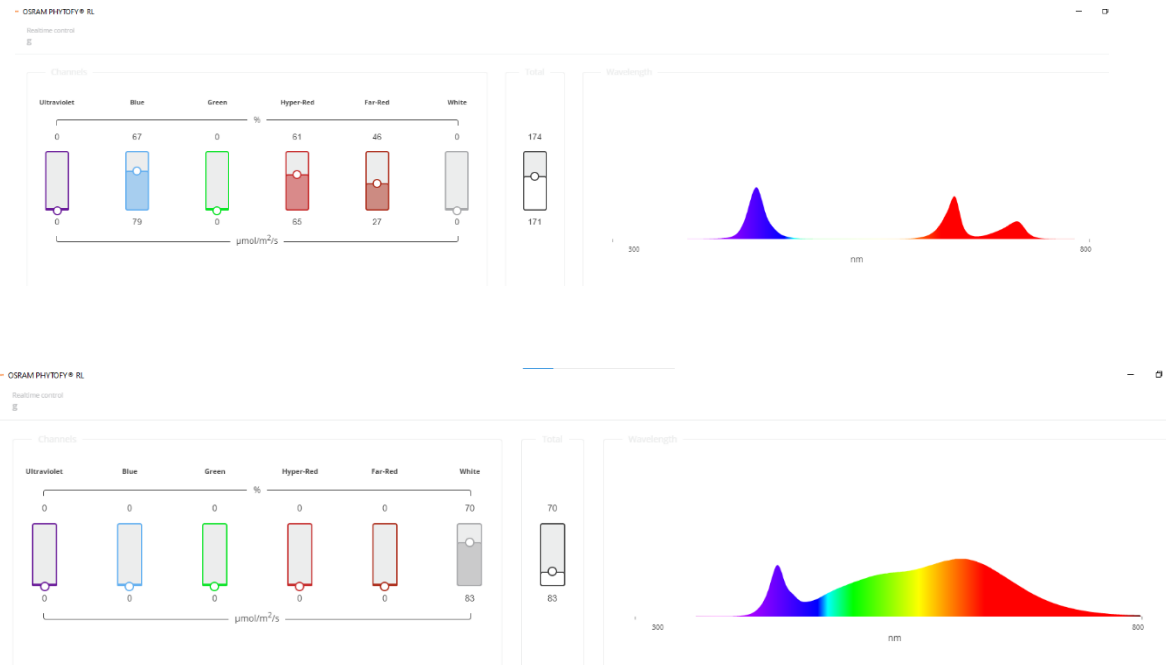 OSRAM PHYTOFY® RL
Realtime control
Channels Total Wavelength
Ultraviolet Blue Green Hyper-Red Far-Red White
%
0 67 0 61 46 0 174
0 79 0 65 27 0 171
µmol/m²/s
300 800
nm
OSRAM PHYTOFY® RL
Realtime control
Channels Total Wavelength
Ultraviolet Blue Green Hyper-Red Far-Red White
%
0 0 0 0 0 70 70
0 0 0 0 0 83 83
µmol/m²/s
300 800
nm